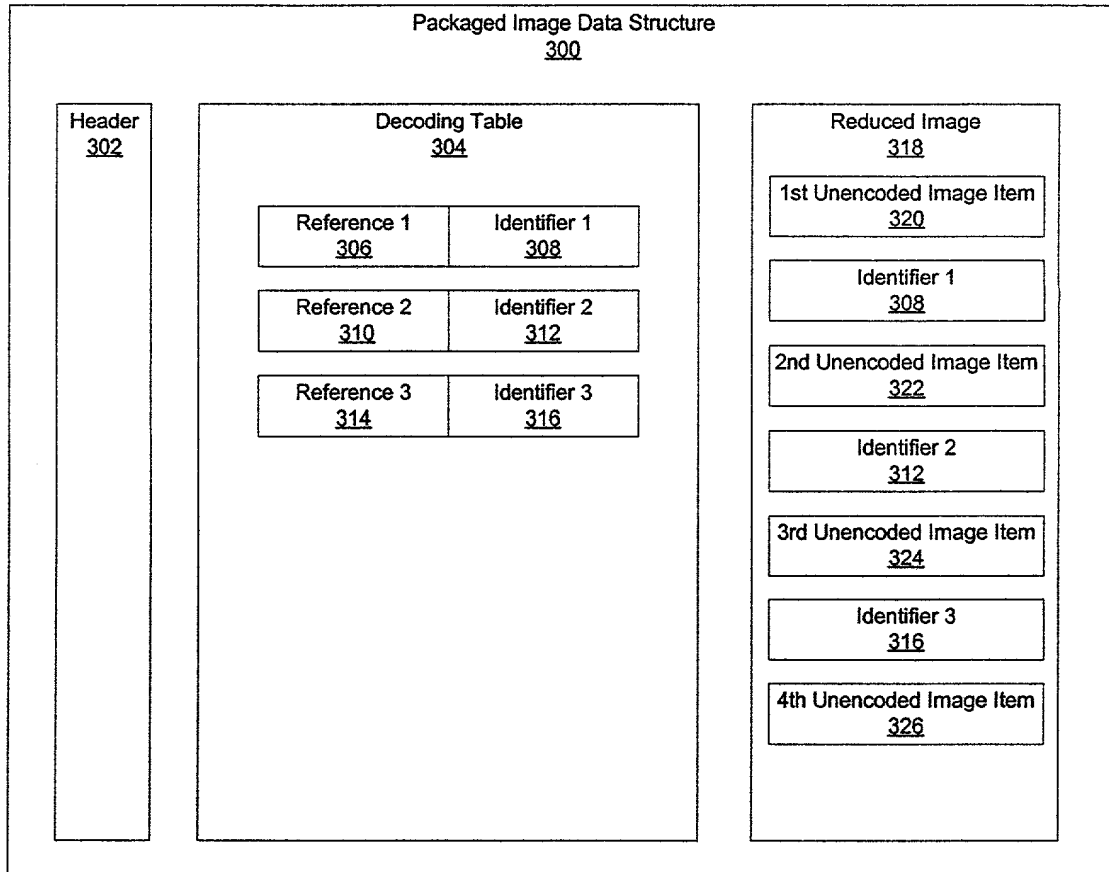 Packaged Image Data Structure
300
Header
302
Decoding Table
304
Reference 1
306
Identifier 1
308
Reference 2
310
Identifier 2
312
Reference 3
314
Identifier 3
316
Reduced Image
318
1st Unencoded Image Item
320
Identifier 1
308
2nd Unencoded Image Item
322
Identifier 2
312
3rd Unencoded Image Item
324
Identifier 3
316
4th Unencoded Image Item
326